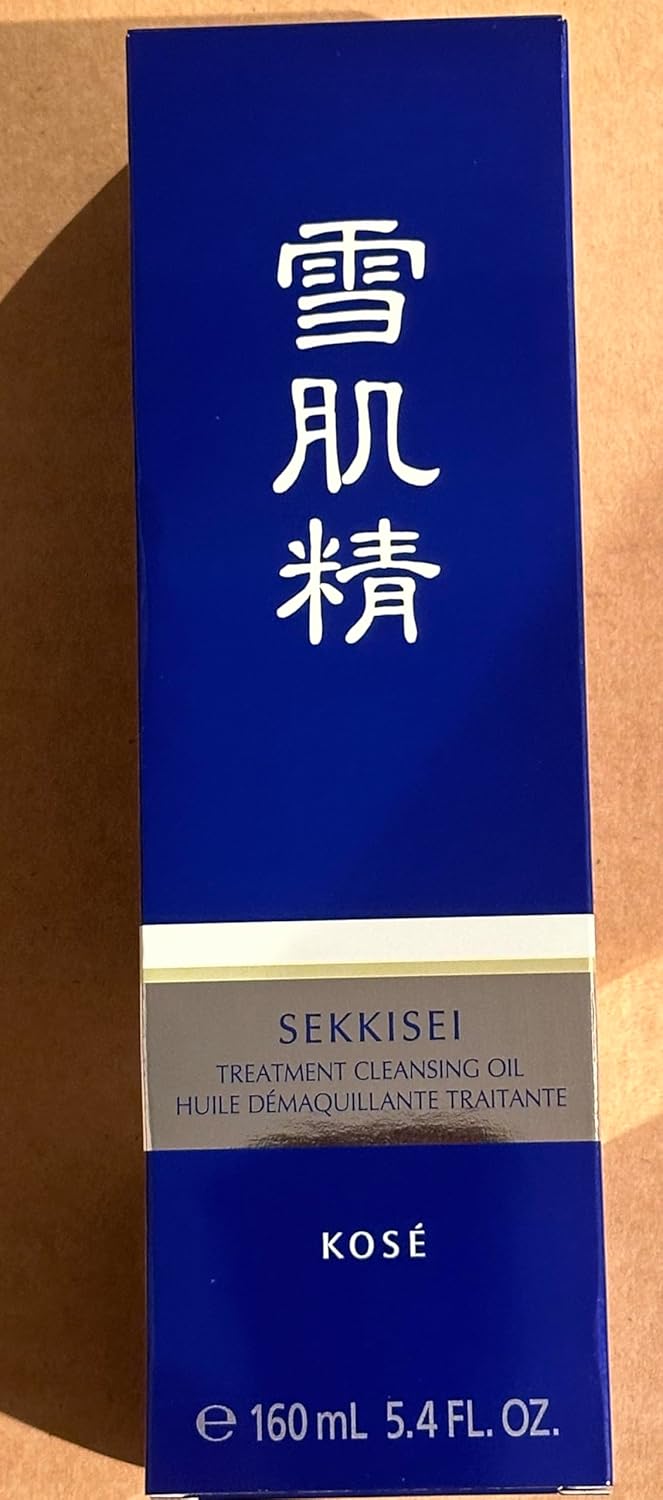 雪肌精
SEKKISEI
TREATMENT CLEANSING OIL
HUILE DÉMAQUILLANTE TRAITANTE
KOSÉ
℮ 160 mL 5.4 FL. OZ.